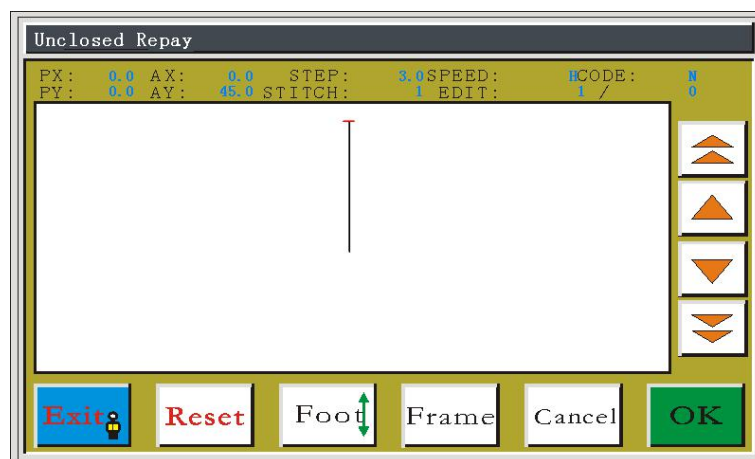 Unclosed Repay
PX: 0.0 AX: 0.0 STEP: 3.0 SPEED: H CODE: N
PY: 0.0 AY: 45.0 STITCH: 1 EDIT: 1 / 0
Exit Reset Foot Frame Cancel OK